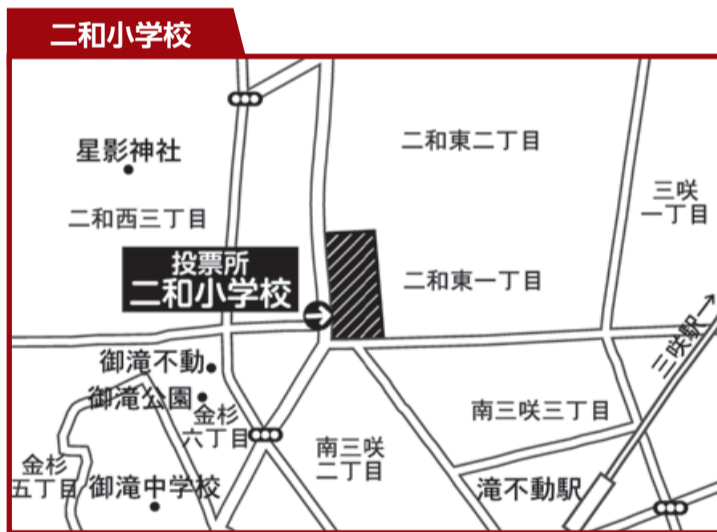 二和小学校
星影神社
二和東二丁目
三咲
一丁目
二和西三丁目
投票所
二和小学校
二和東一丁目
三咲駅→
御滝不動
御滝公園
金杉
六丁目
南三咲三丁目
南三咲
二丁目
金杉
五丁目
御滝中学校
滝不動駅